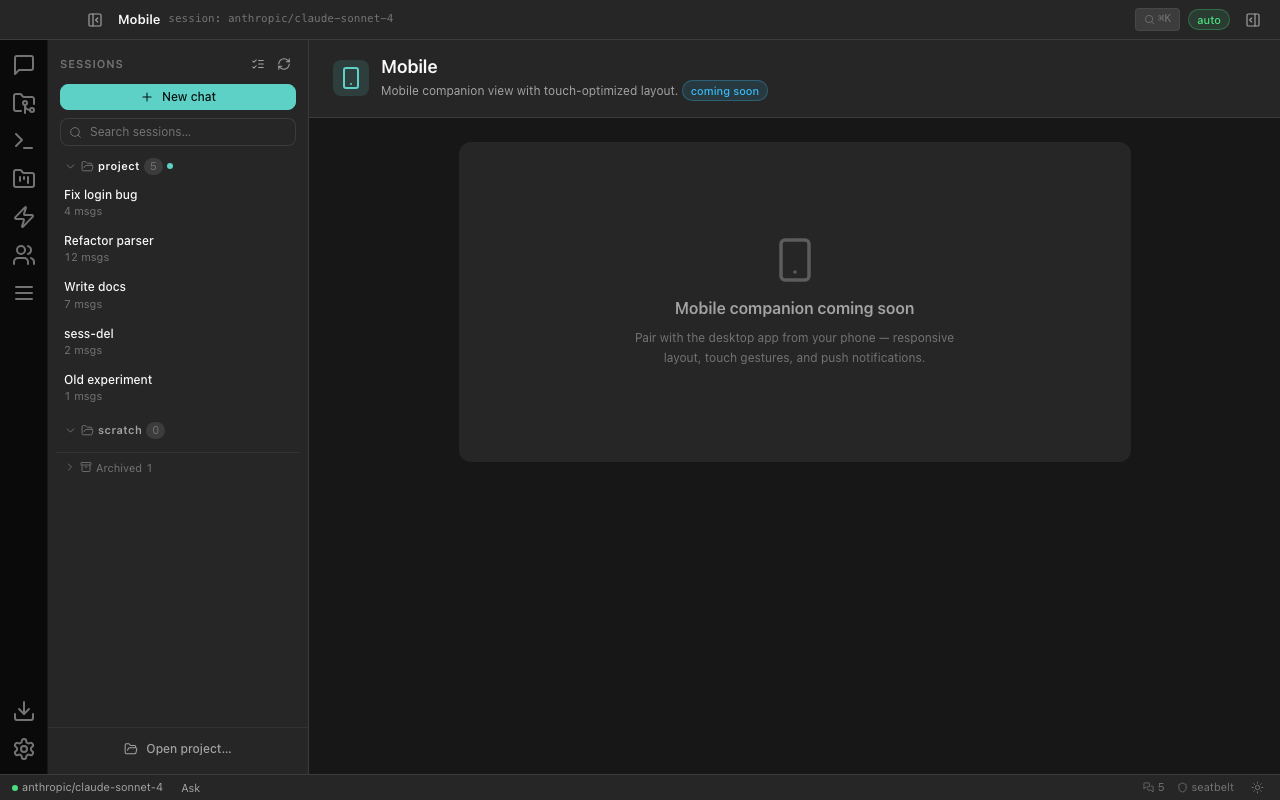 Mobile session: anthropic/claude-sonnet-4
⌘K
auto
SESSIONS
New chat
Search sessions...
project 5
Fix login bug
4 msgs
Refactor parser
12 msgs
Write docs
7 msgs
sess-del
2 msgs
Old experiment
1 msgs
scratch 0
Archived 1
Open project...
Mobile
Mobile companion view with touch-optimized layout. coming soon
Mobile companion coming soon
Pair with the desktop app from your phone — responsive
layout, touch gestures, and push notifications.
anthropic/claude-sonnet-4 Ask
5 seatbelt